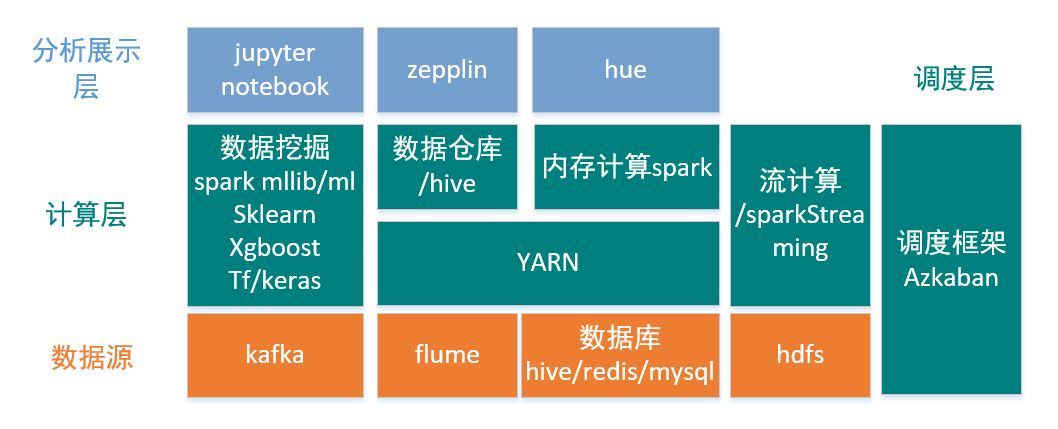 分析展示
层
jupyter
notebook
zepplin
hue
调度层
计算层
数据挖掘
spark mllib/ml
Sklearn
Xgboost
Tf/keras
数据仓库
/hive
内存计算spark
YARN
流计算
/sparkStrea
ming
调度框架
Azkaban
数据源
kafka
flume
数据库
hive/redis/mysql
hdfs